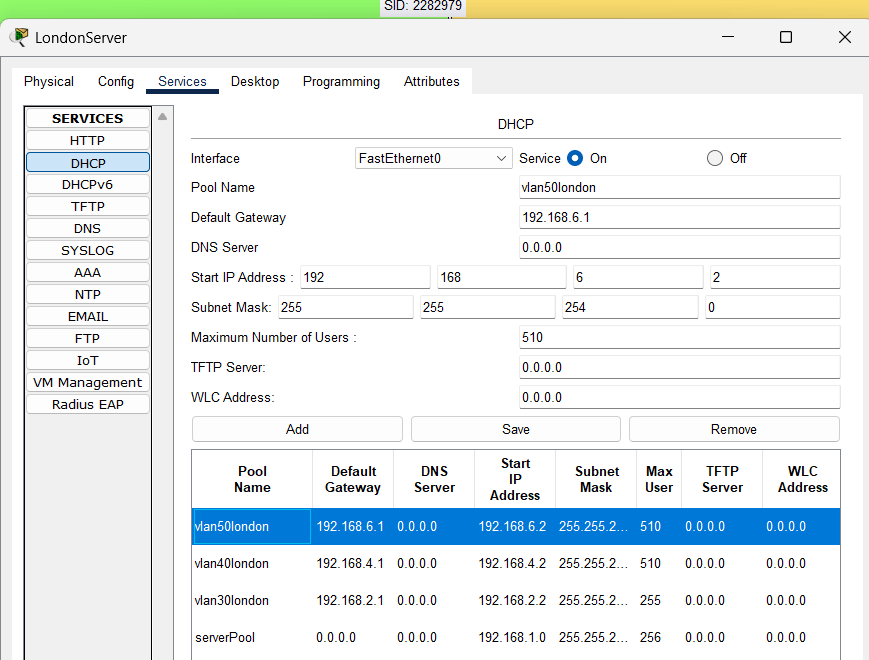 SID: 2282979
LondonServer
Physical Config Services Desktop Programming Attributes
SERVICES
HTTP
DHCP
DHCPv6
TFTP
DNS
SYSLOG
AAA
NTP
EMAIL
FTP
IoT
VM Management
Radius EAP
DHCP
Interface FastEthernet0 Service On Off
Pool Name vlan50london
Default Gateway 192.168.6.1
DNS Server 0.0.0.0
Start IP Address : 192 168 6 2
Subnet Mask: 255 255 254 0
Maximum Number of Users : 510
TFTP Server: 0.0.0.0
WLC Address: 0.0.0.0
Add Save Remove
Pool Name Default Gateway DNS Server Start IP Address Subnet Mask Max User TFTP Server WLC Address
vlan50london 192.168.6.1 0.0.0.0 192.168.6.2 255.255.2... 510 0.0.0.0 0.0.0.0
vlan40london 192.168.4.1 0.0.0.0 192.168.4.2 255.255.2... 510 0.0.0.0 0.0.0.0
vlan30london 192.168.2.1 0.0.0.0 192.168.2.2 255.255.2... 255 0.0.0.0 0.0.0.0
serverPool 0.0.0.0 0.0.0.0 192.168.1.0 255.255.2... 256 0.0.0.0 0.0.0.0